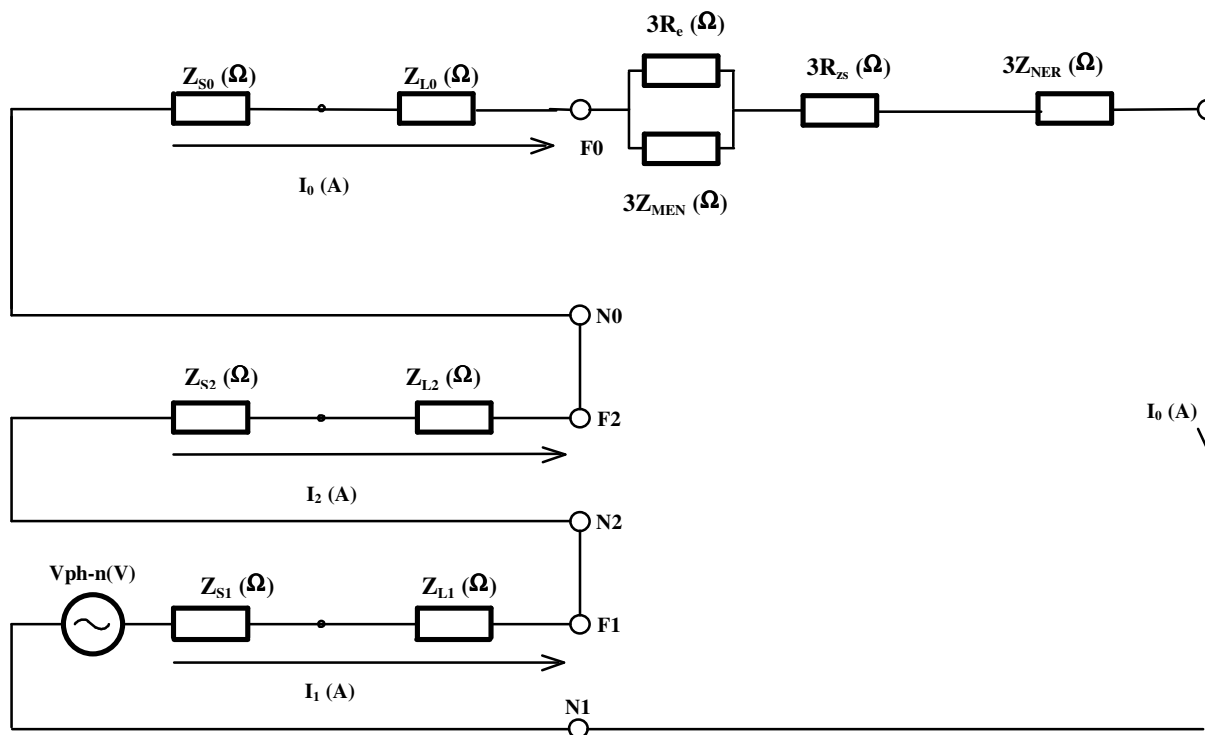 3Rₑ (Ω)
Z_S0 (Ω)
Z_L0 (Ω)
3R_zs (Ω)
3Z_NER (Ω)
F0
I₀ (A)
3Z_MEN (Ω)
N0
Z_S2 (Ω)
Z_L2 (Ω)
F2
I₀ (A)
I₂ (A)
N2
Vph-n(V)
Z_S1 (Ω)
Z_L1 (Ω)
F1
I₁ (A)
N1